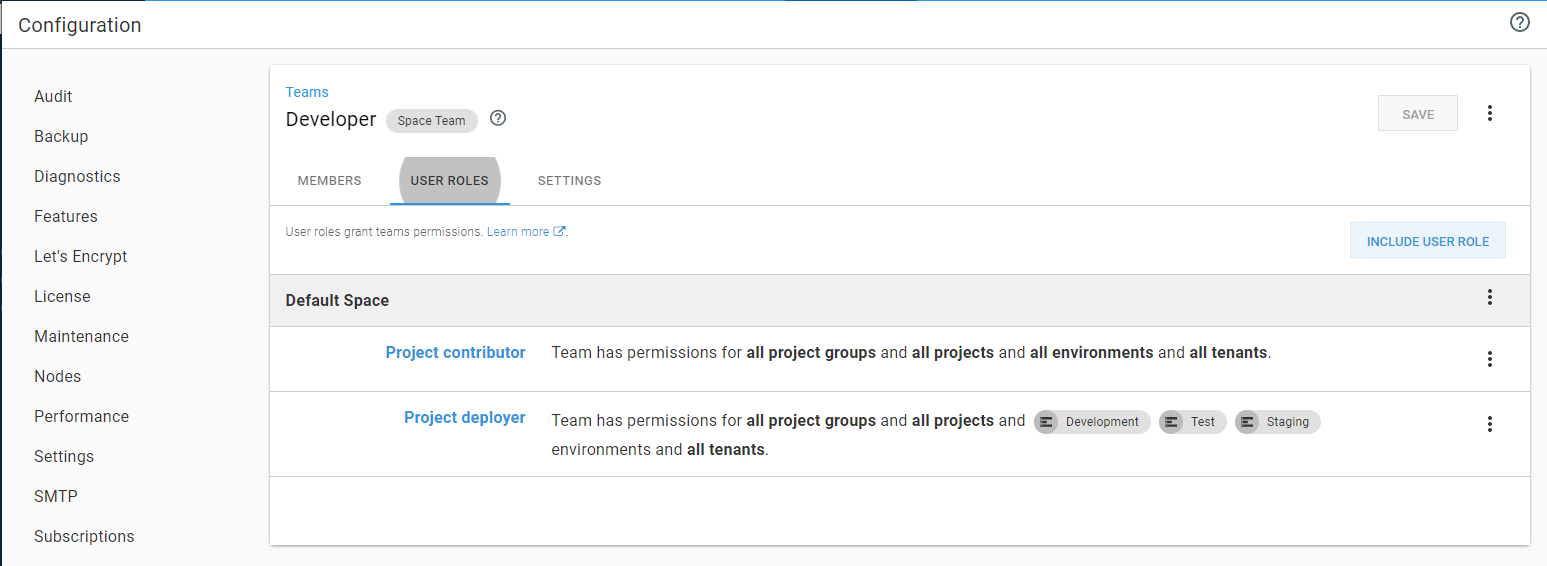 Configuration
Audit
Backup
Diagnostics
Features
Let's Encrypt
License
Maintenance
Nodes
Performance
Settings
SMTP
Subscriptions
Teams
Developer Space Team
SAVE
MEMBERS USER ROLES SETTINGS
User roles grant teams permissions. Learn more.
INCLUDE USER ROLE
Default Space
Project contributor Team has permissions for all project groups and all projects and all environments and all tenants.
Project deployer Team has permissions for all project groups and all projects and Development Test Staging
environments and all tenants.